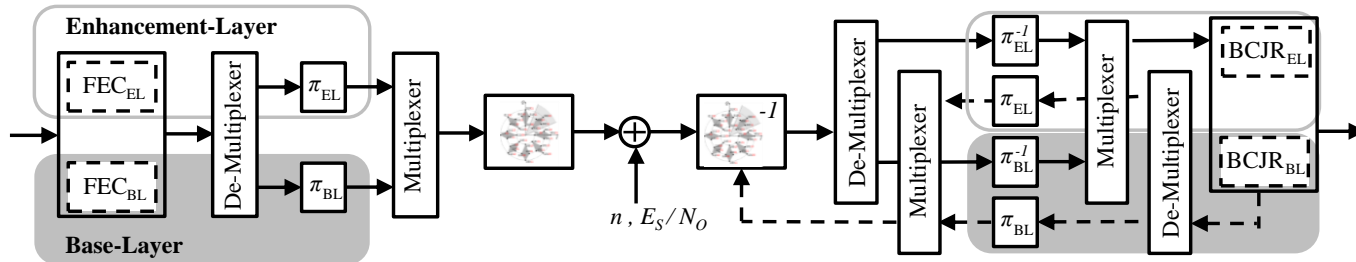 Enhancement-Layer
FEC_EL
FEC_BL
Base-Layer
De-Multiplexer
π_EL
π_BL
Multiplexer
n , E_S/N_O
-1
De-Multiplexer
Multiplexer
π_EL^-1
π_EL
π_BL^-1
π_BL
Multiplexer
De-Multiplexer
BCJR_EL
BCJR_BL